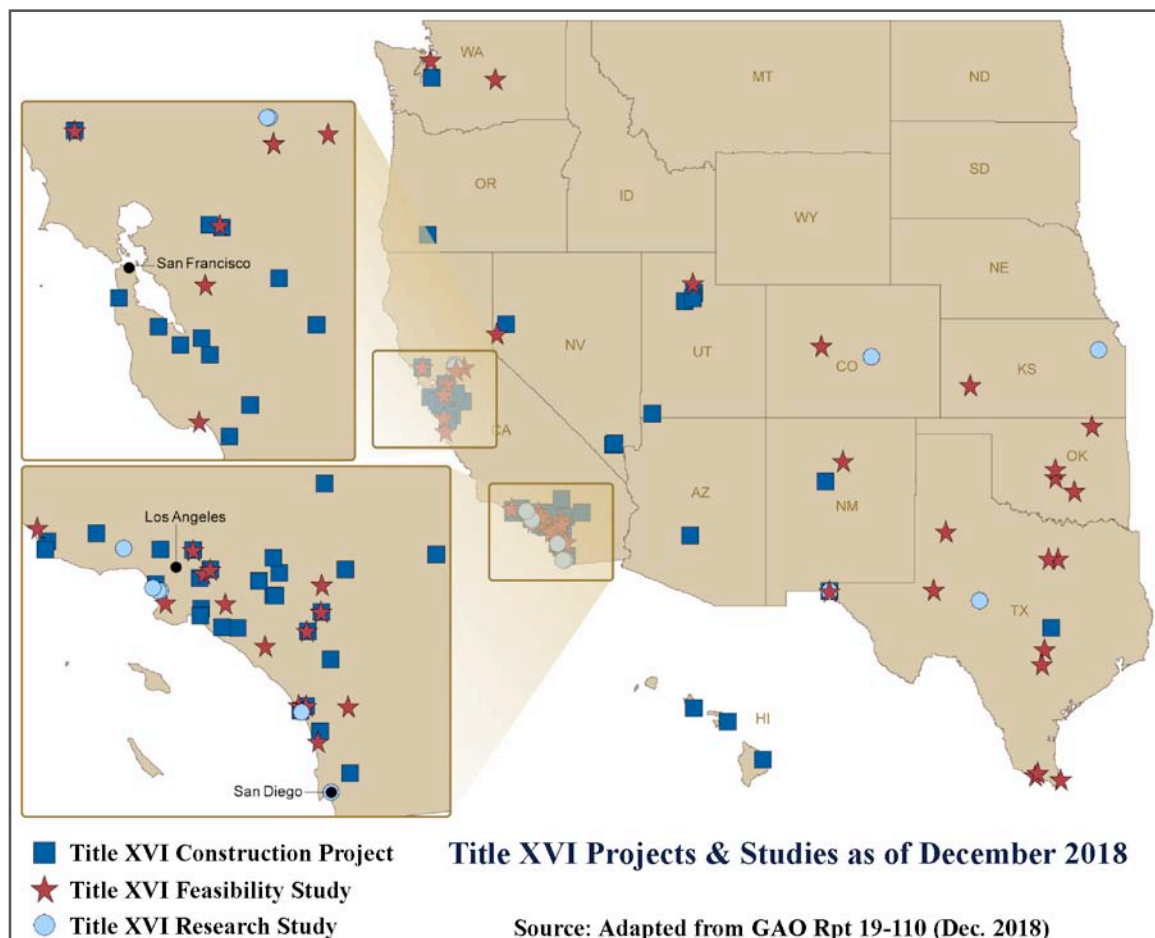 WA
MT
ND
OR
ID
SD
WY
San Francisco
NE
NV
UT
CO
KS
CA
OK
AZ
NM
Los Angeles
TX
HI
San Diego
Title XVI Construction Project
Title XVI Projects & Studies as of December 2018
Title XVI Feasibility Study
Title XVI Research Study
Source: Adapted from GAO Rpt 19-110 (Dec. 2018)